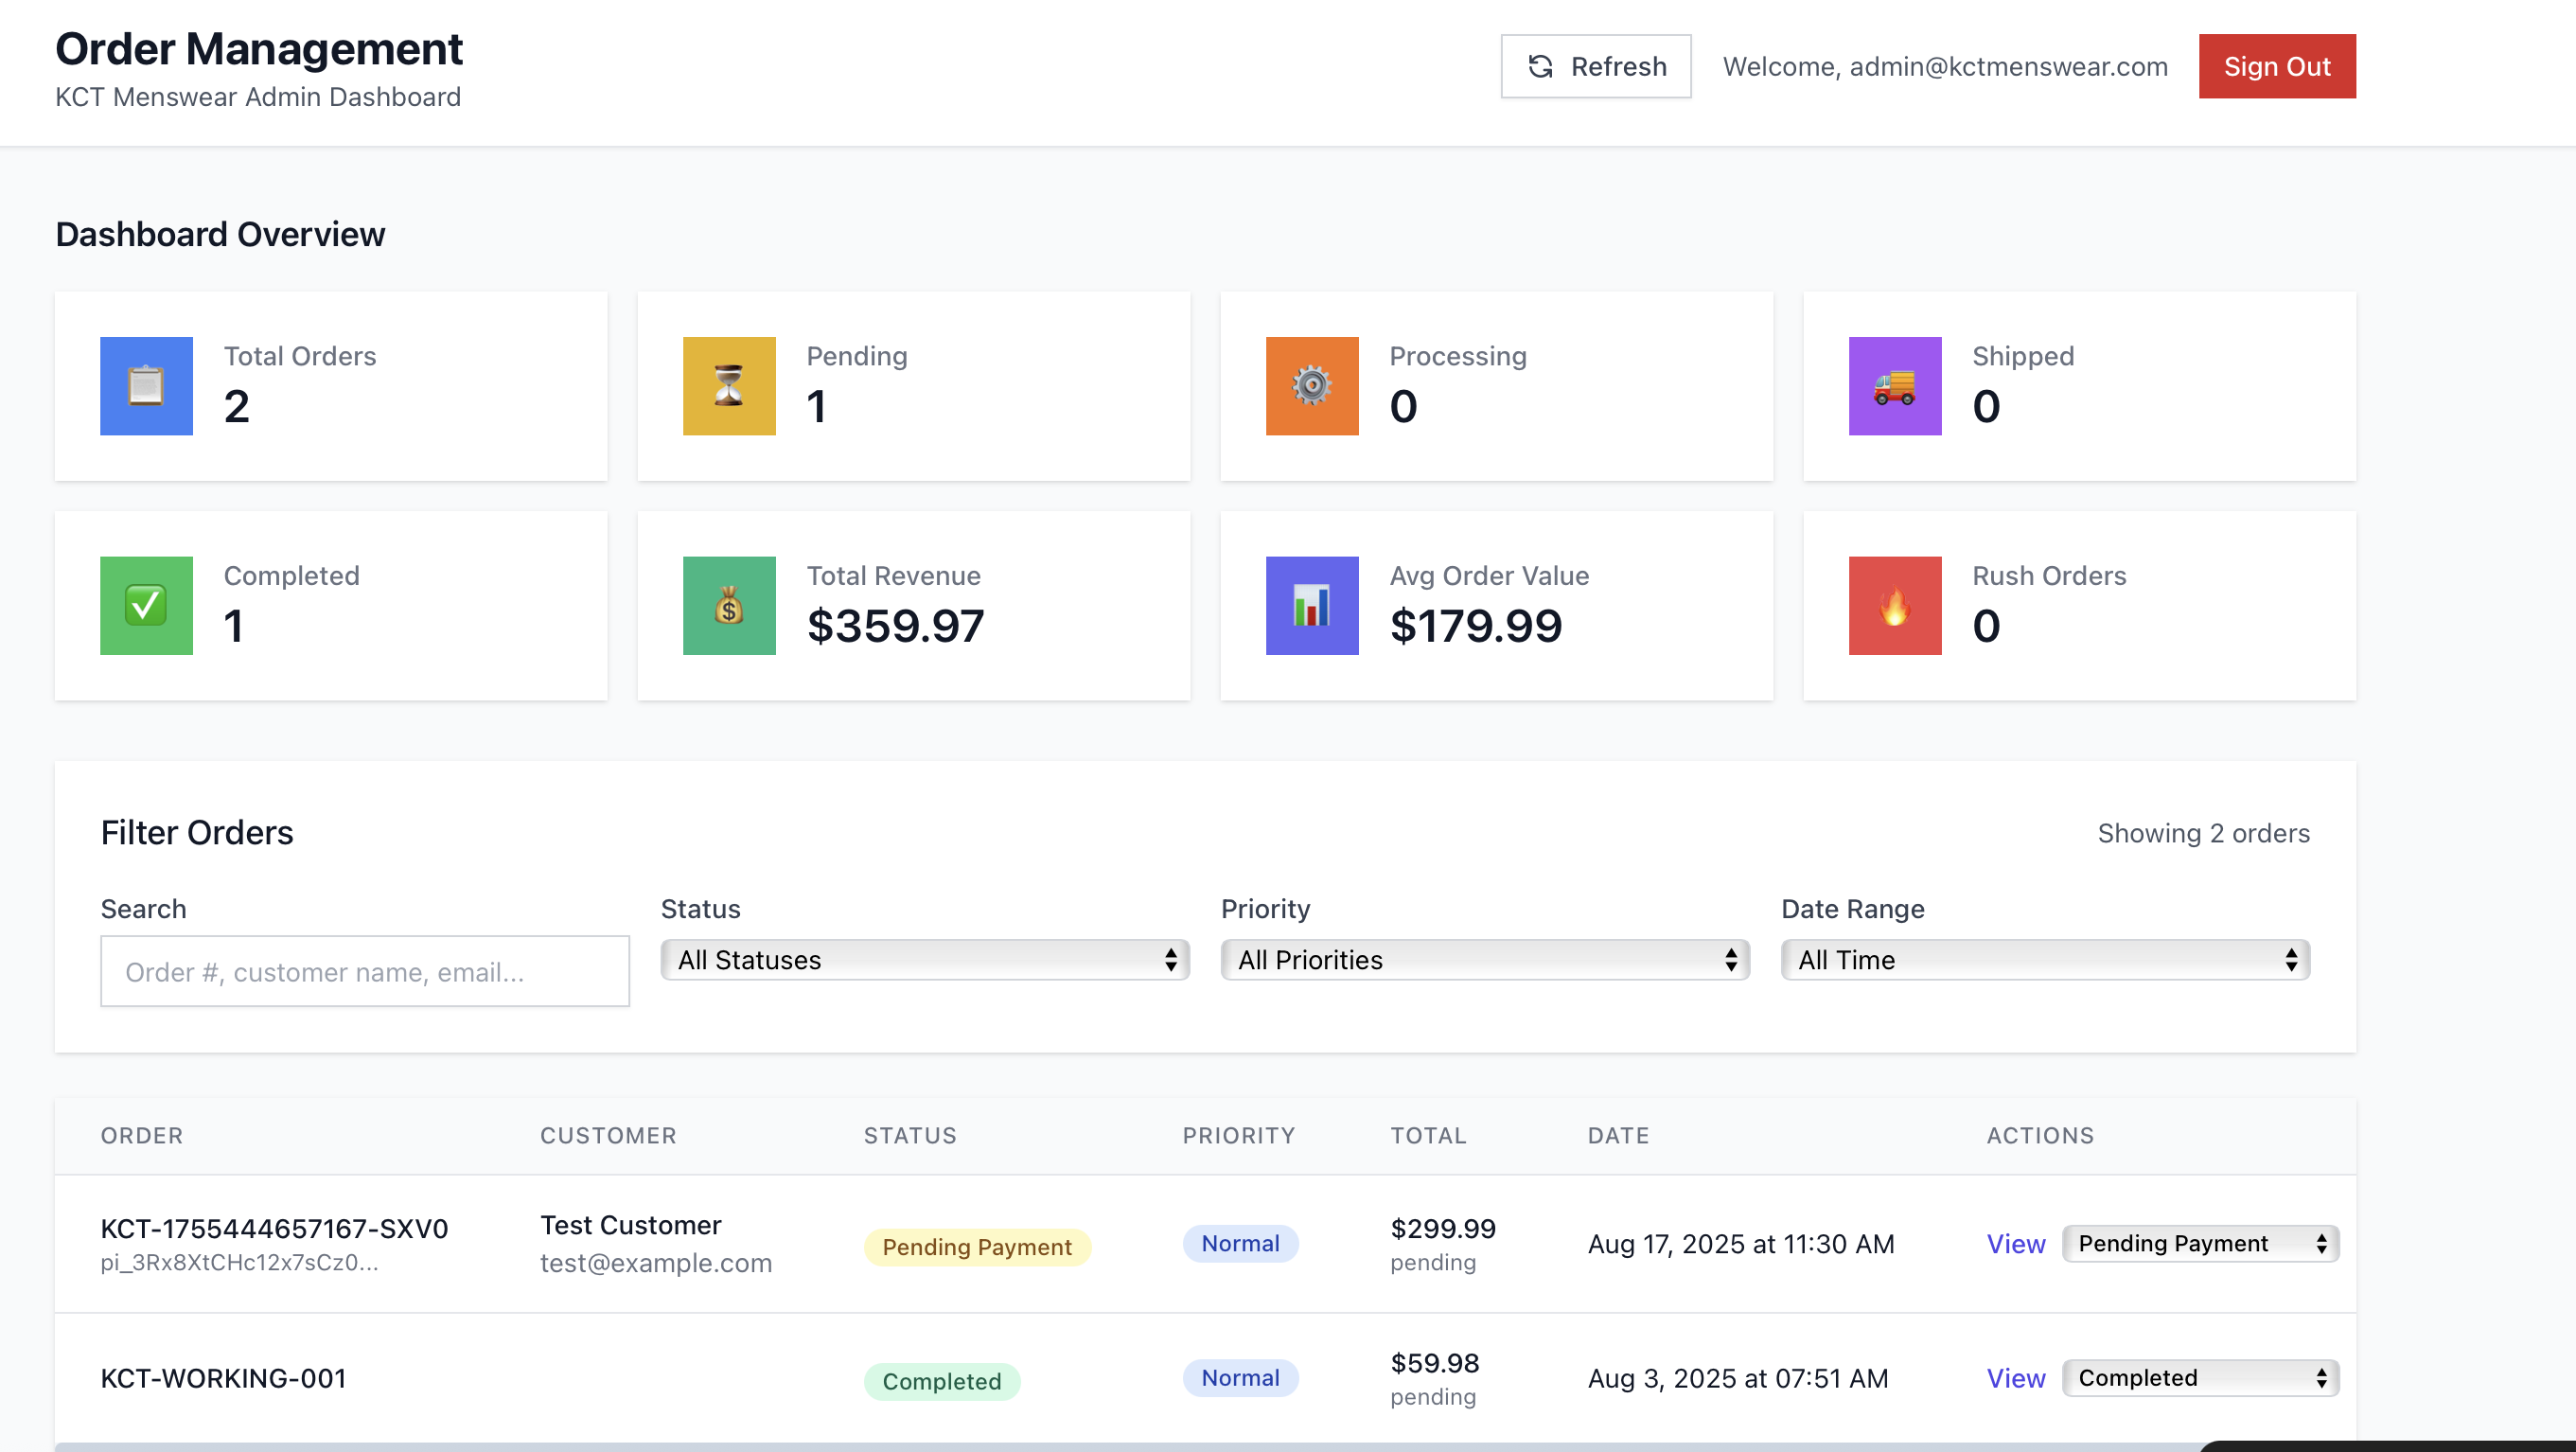 Order Management
KCT Menswear Admin Dashboard
Refresh
Welcome, admin@kctmenswear.com
Sign Out
Dashboard Overview
Total Orders
2
Pending
1
Processing
0
Shipped
0
Completed
1
Total Revenue
$359.97
Avg Order Value
$179.99
Rush Orders
0
Filter Orders
Showing 2 orders
Search
Order #, customer name, email...
Status
All Statuses
Priority
All Priorities
Date Range
All Time
ORDER CUSTOMER STATUS PRIORITY TOTAL DATE ACTIONS
KCT-1755444657167-SXV0
pi_3Rx8XtCHc12x7sCz0...
Test Customer
test@example.com
Pending Payment
Normal
$299.99
pending
Aug 17, 2025 at 11:30 AM
View
Pending Payment
KCT-WORKING-001
Completed
Normal
$59.98
pending
Aug 3, 2025 at 07:51 AM
View
Completed